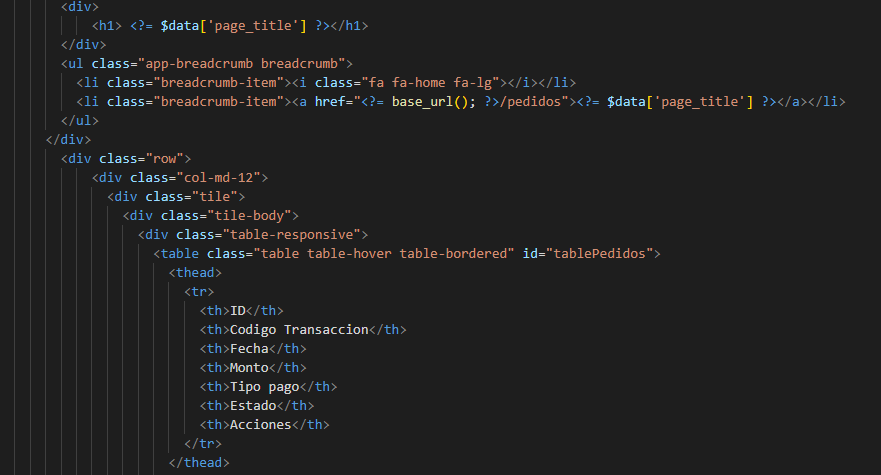 <div>
<h1> <?= $data['page_title'] ?></h1>
</div>
<ul class="app-breadcrumb breadcrumb">
<li class="breadcrumb-item"><i class="fa fa-home fa-lg"></i></li>
<li class="breadcrumb-item"><a href="<?= base_url(); ?>/pedidos"><?= $data['page_title'] ?></a></li>
</ul>
</div>
<div class="row">
<div class="col-md-12">
<div class="tile">
<div class="tile-body">
<div class="table-responsive">
<table class="table table-hover table-bordered" id="tablePedidos">
<thead>
<tr>
<th>ID</th>
<th>Codigo Transaccion</th>
<th>Fecha</th>
<th>Monto</th>
<th>Tipo pago</th>
<th>Estado</th>
<th>Acciones</th>
</tr>
</thead>